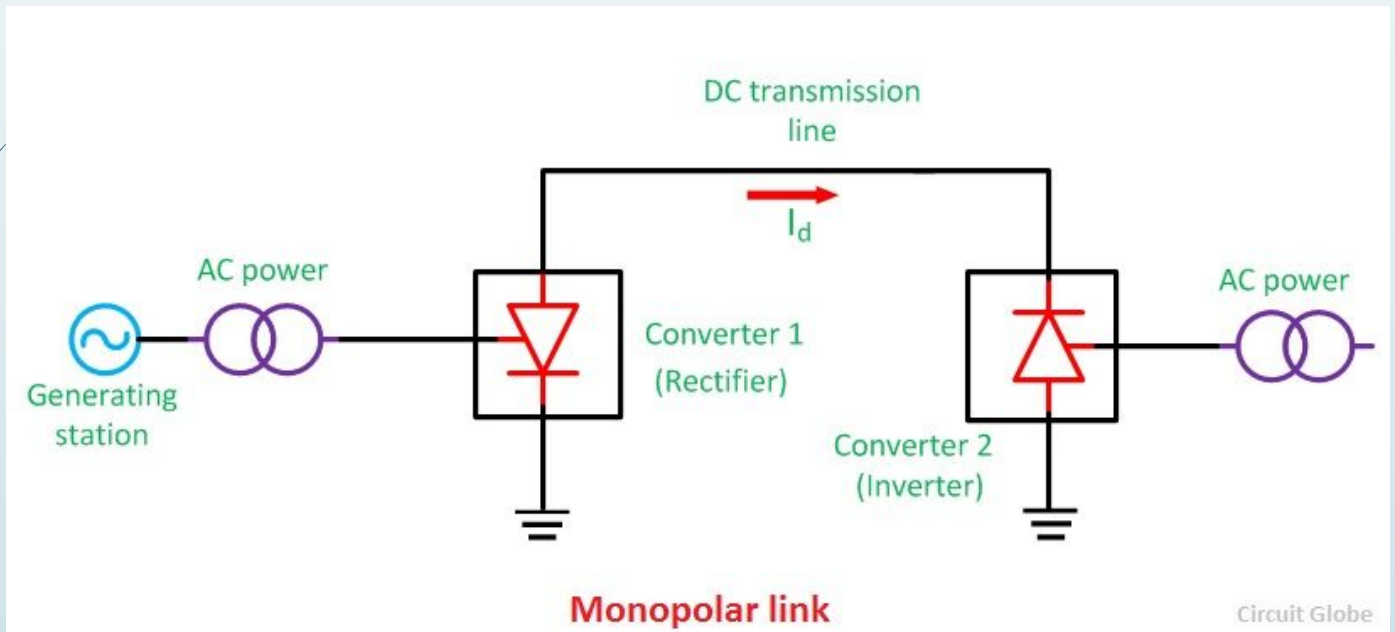 DC transmission
line
I_d
AC power
AC power
Converter 1
(Rectifier)
Generating
station
Converter 2
(Inverter)
Monopolar link
Circuit Globe